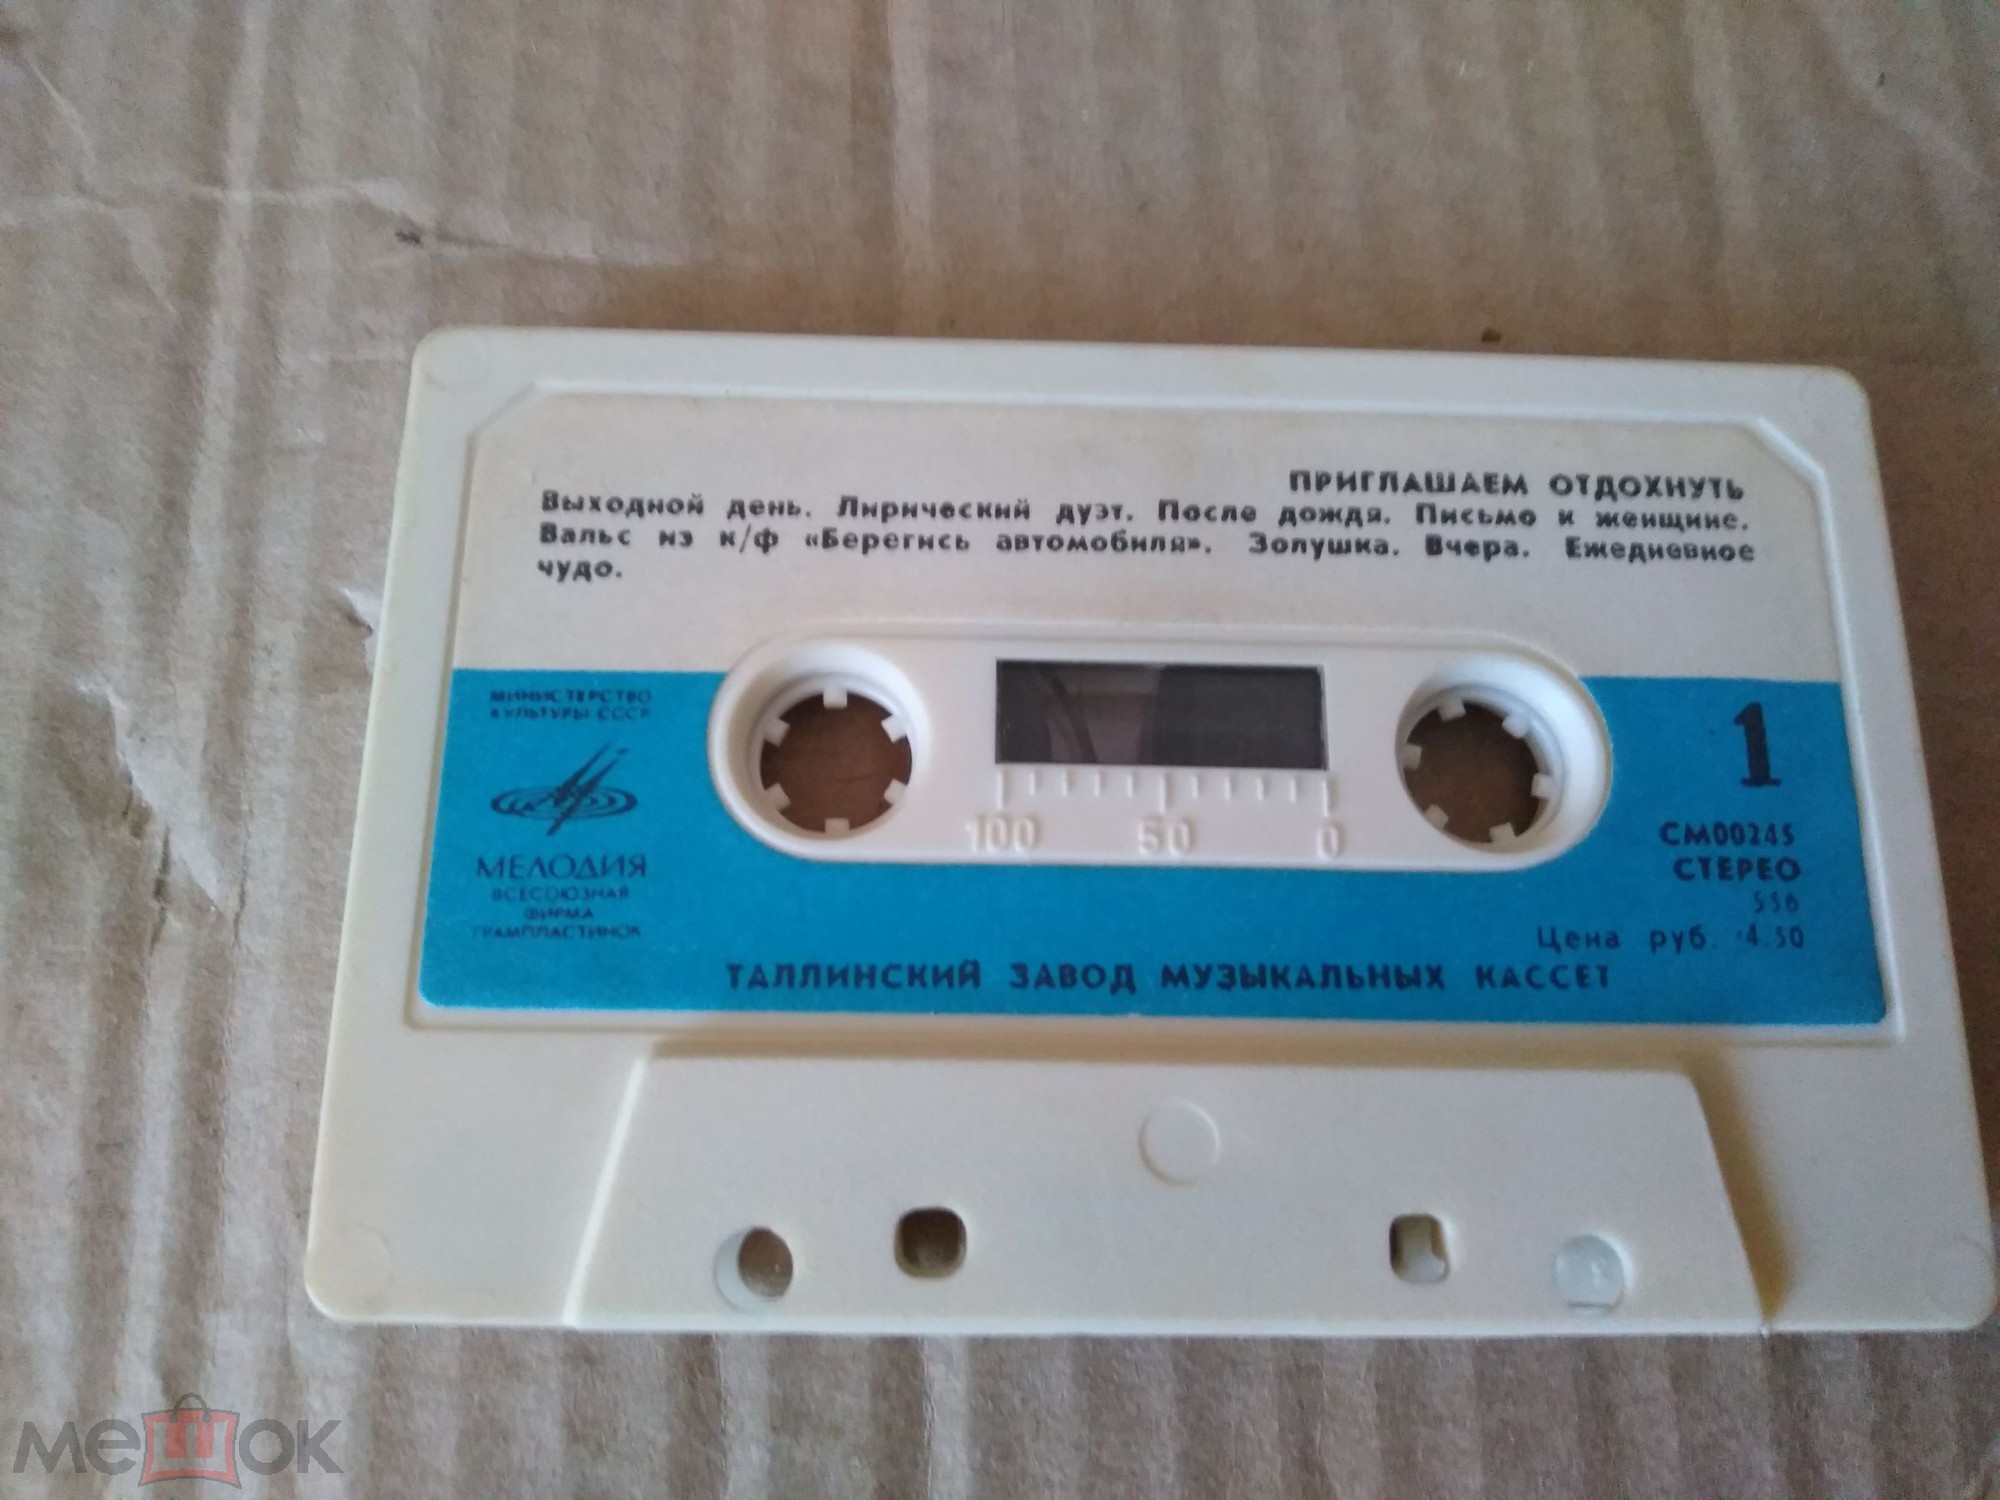 ПРИГЛАШАЕМ ОТДОХНУТЬ
Выходной день. Лирический дуэт. После дождя. Письмо к женщине.
Вальс из к/ф «Берегись автомобиля». Золушка. Вчера. Ежедневное
чудо.
МИНИСТЕРСТВО
КУЛЬТУРЫ СССР
МЕЛОДИЯ
ВСЕСОЮЗНАЯ
ФИРМА
ГРАМПЛАСТИНОК
100 50 0
1
СМ00245
СТЕРЕО
556
Цена руб. 4.50
ТАЛЛИНСКИЙ ЗАВОД МУЗЫКАЛЬНЫХ КАССЕТ
мешок